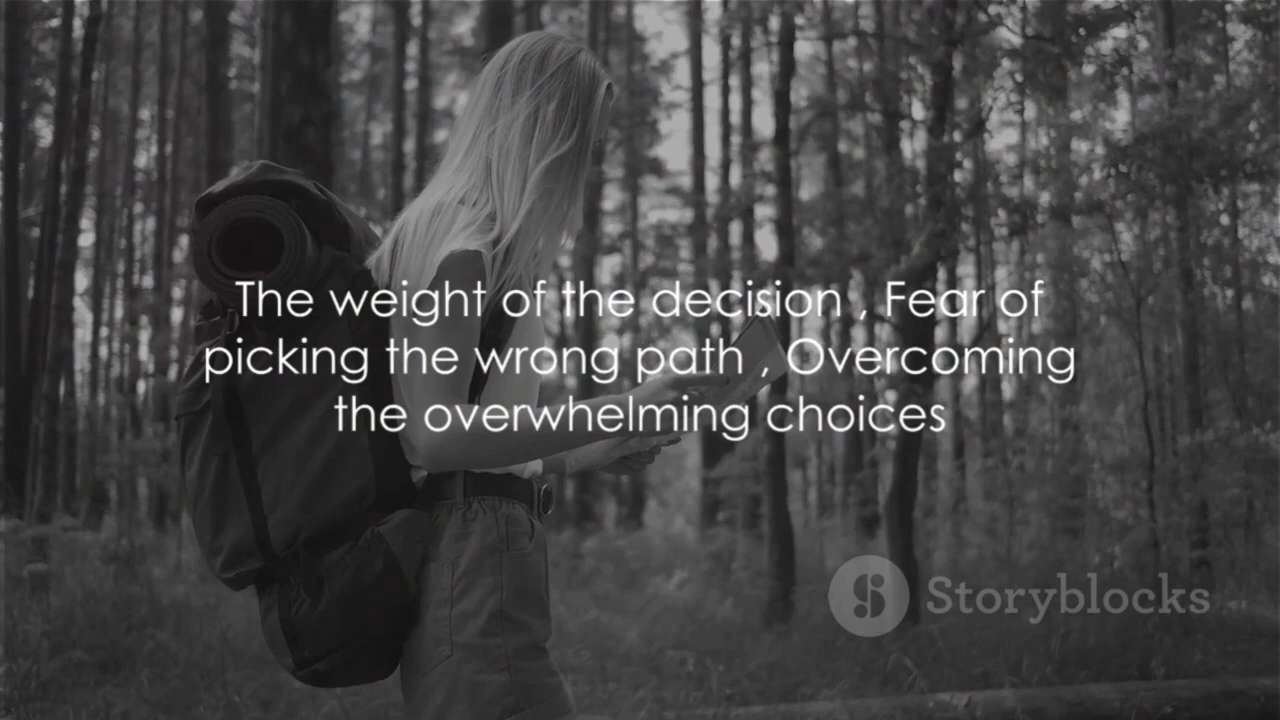 The weight of the decision , Fear of
picking the wrong path , Overcoming
the overwhelming choices
Storyblocks